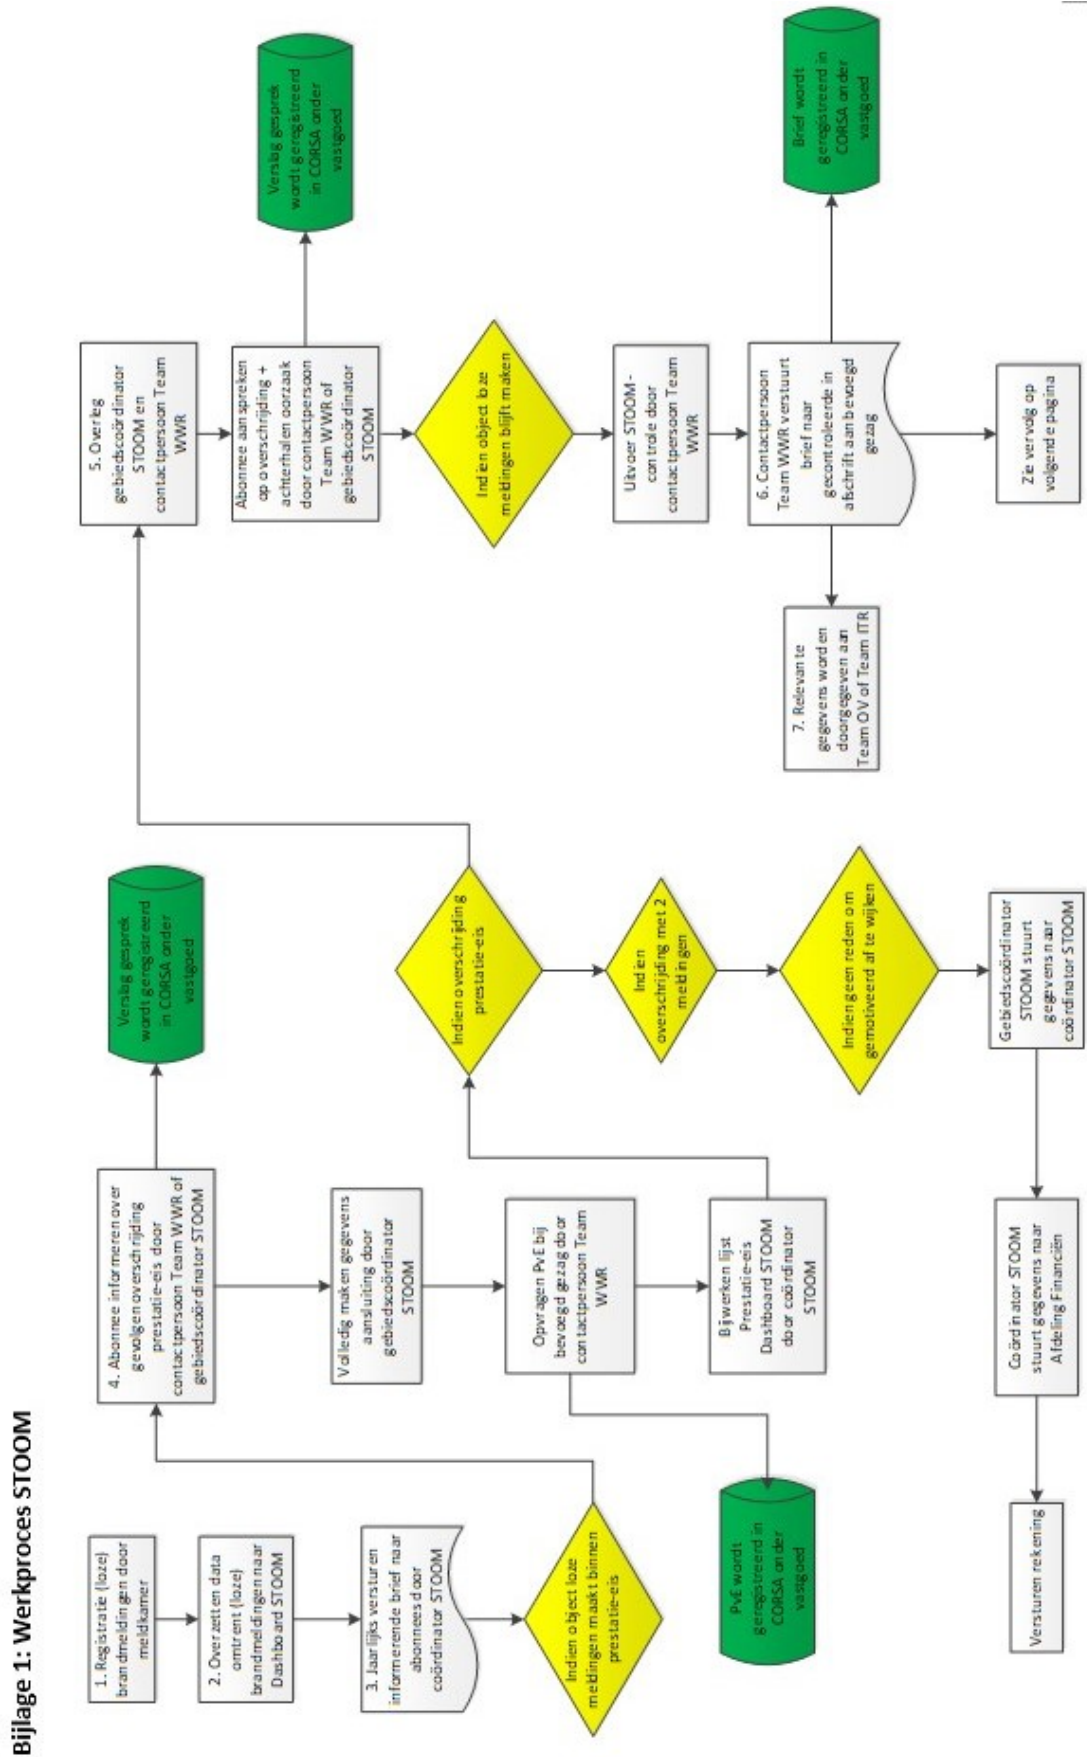 Bijlage 1: Werkproces STOOM
1. Registratie (loze)
brandmeldingen door
meldkamer
2. Overzetten data
omtrent (loze)
brandmeldingen naar
Dashboard STOOM
3. Jaarlijks versturen
informerende brief naar
abonnees door
coördinator STOOM
Indien object loze
meldingen maakt binnen
prestatie-eis
4. Abonnee informeren over
gevolgen overschrijding
prestatie-eis door
contactpersoon Team WWR of
gebiedscoördinator STOOM
Verslag gesprek
wordt geregistreerd
in CORSA onder
vastgoed
Volledig maken gegevens
aansluiting door
gebiedscoördinator
STOOM
Opvragen PvE bij
bevoegd gezag door
contactpersoon Team
WWR
PvE wordt
geregistreerd in
CORSA onder
vastgoed
Bijwerken lijst
Prestatie-eis
Dashboard STOOM
door coördinator
STOOM
Indien overschrijding
prestatie-eis
Indien
overschrijding met 2
meldingen
Indien geen reden om
gemotiveerd af te wijken
Gebiedscoördinator
STOOM stuurt
gegevens naar
coördinator STOOM
Coördinator STOOM
stuurt gegevens naar
Afdeling Financiën
Versturen rekening
5. Overleg
gebiedscoördinator
STOOM en
contactpersoon Team
WWR
Abonnee aanspreken
op overschrijding +
achterhalen oorzaak
door contactpersoon
Team WWR of
gebiedscoördinator
STOOM
Verslag gesprek
wordt geregistreerd
in CORSA onder
vastgoed
Indien object loze
meldingen blijft maken
Uitvoer STOOM-
controle door
contactpersoon Team
WWR
6. Contactpersoon
Team WWR verstuurt
brief naar
gecontroleerde in
afschrift aan bevoegd
gezag
Brief wordt
geregistreerd in
CORSA onder
vastgoed
7. Relevante
gegevens worden
doorgegeven aan
Team OV of Team ITR
Zie vervolg op
volgende pagina